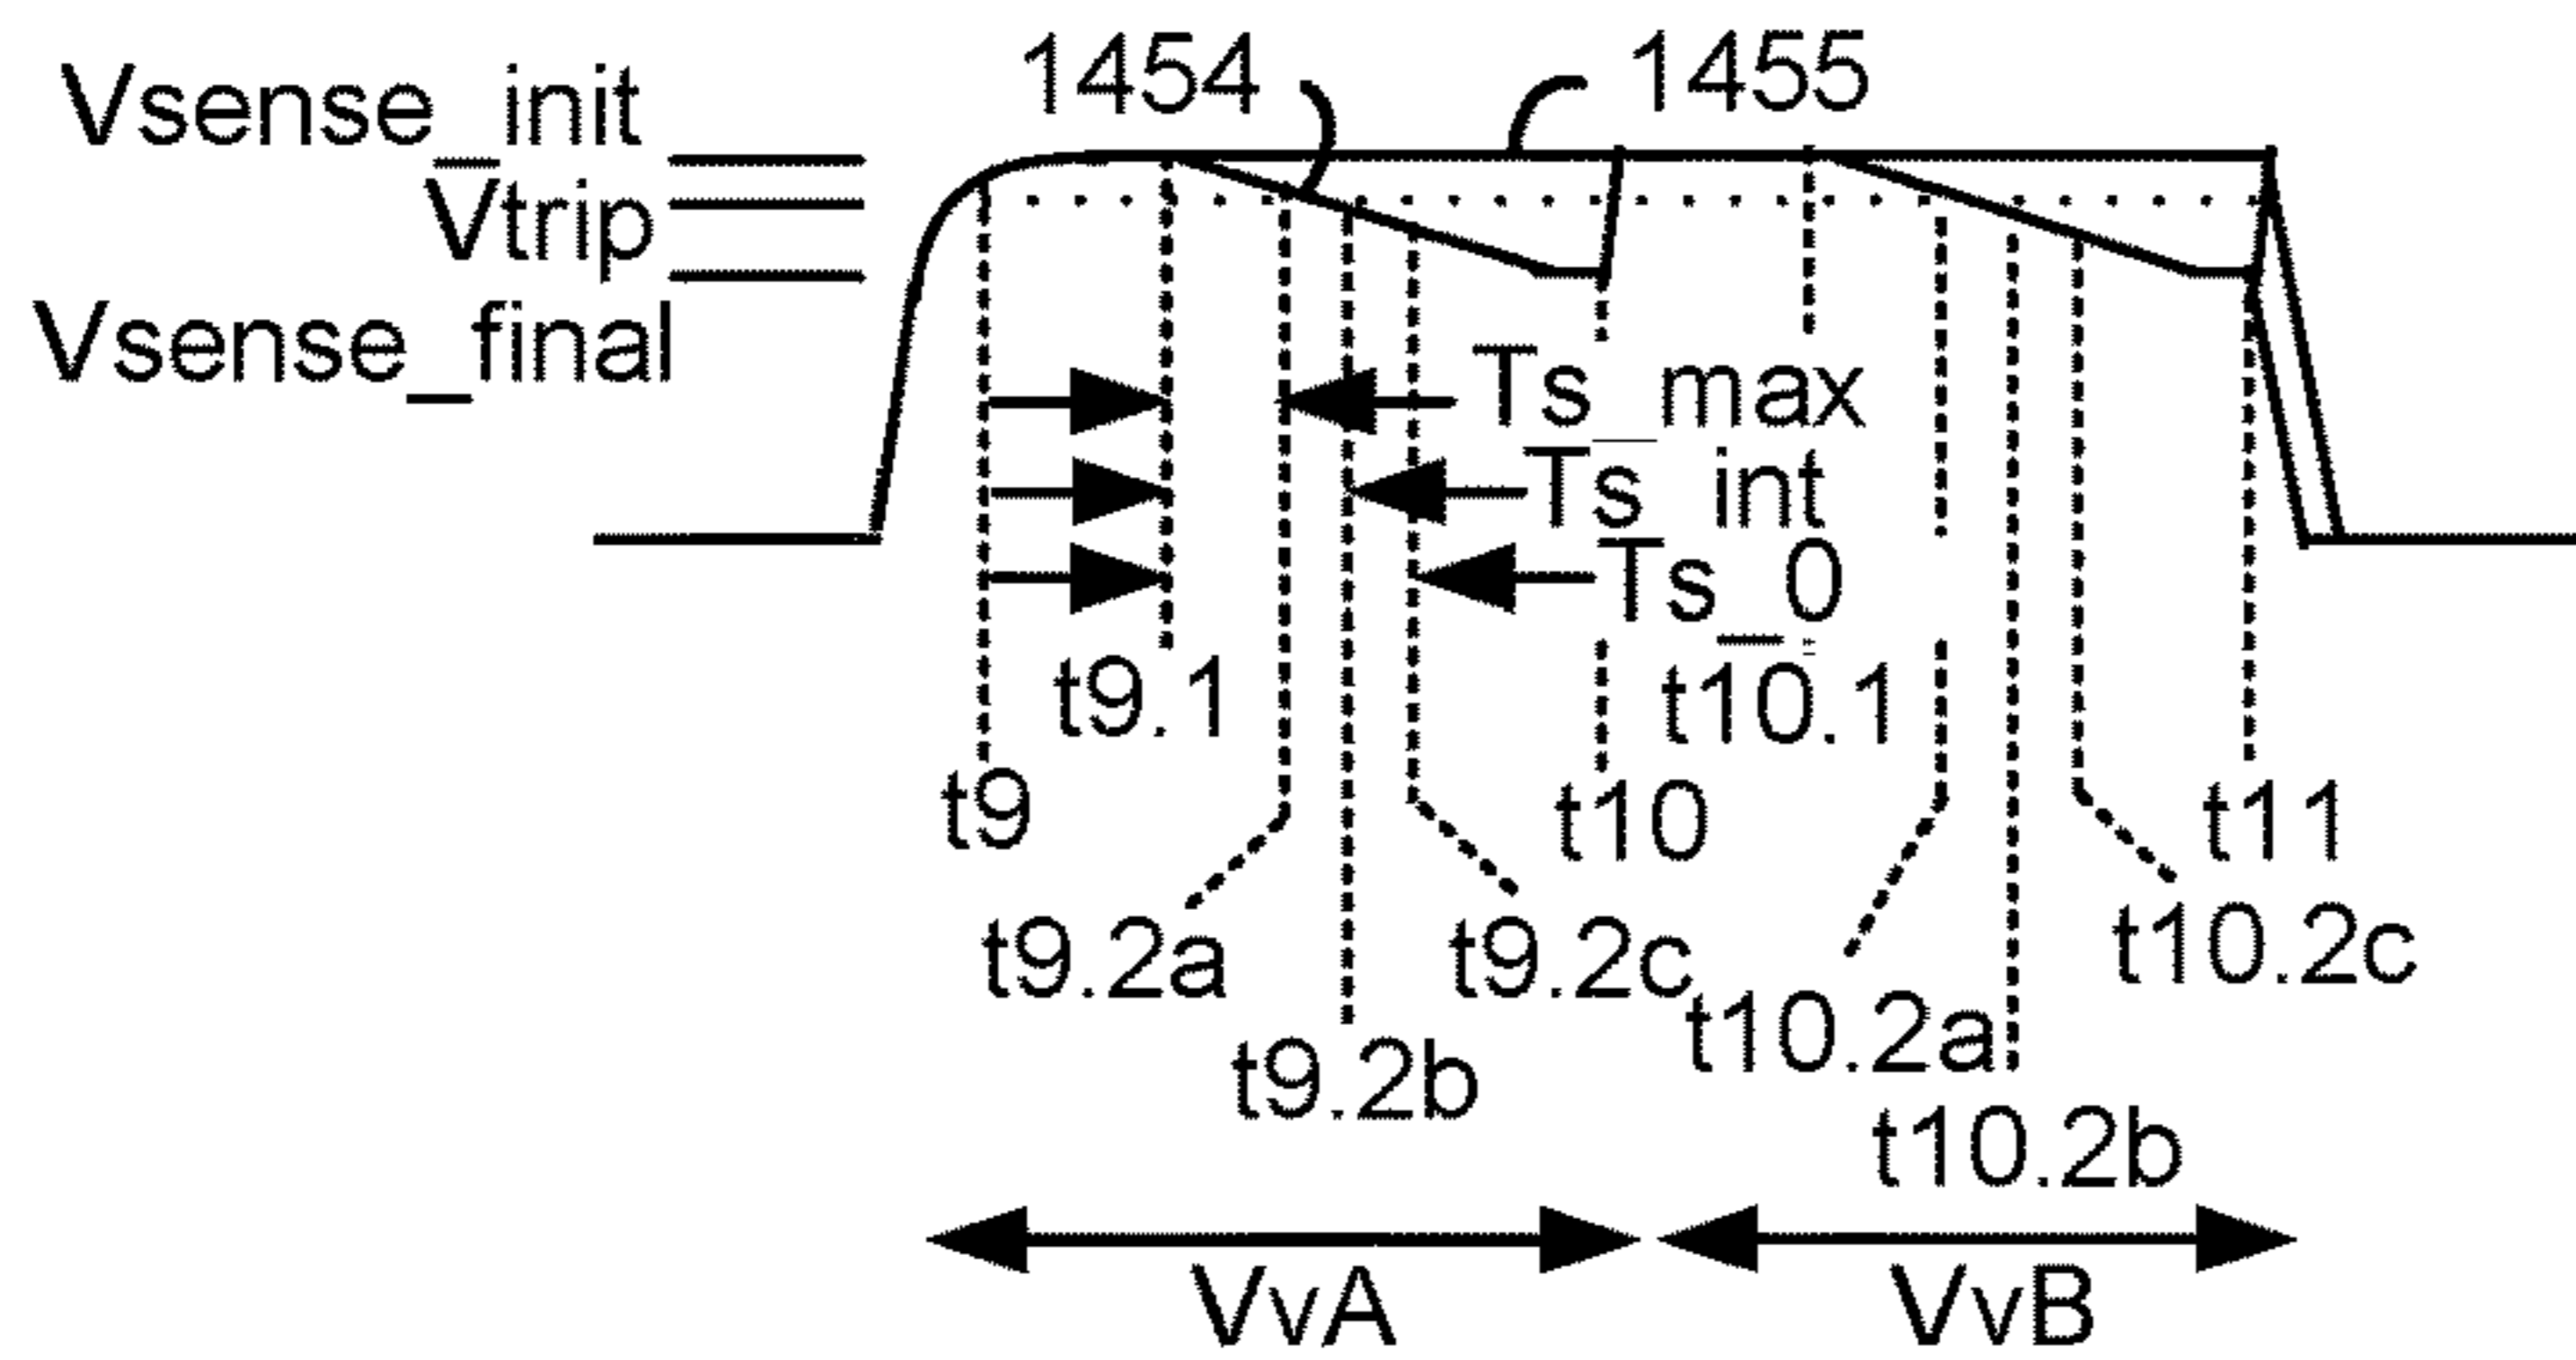 1454 1455
Vsense_init
Vtrip
Vsense_final
Ts_max
Ts_int
Ts_0
t9.1 t10.1
t9 t10 t11
t9.2a t9.2c t10.2c
t10.2a
t9.2b
t10.2b
VvA VvB